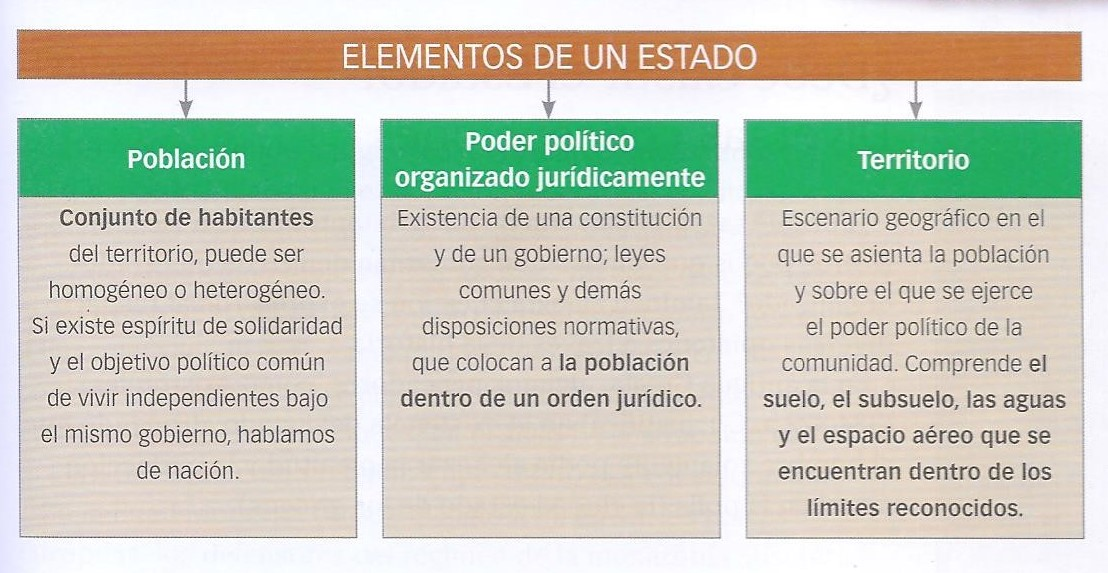 ELEMENTOS DE UN ESTADO
Población
Conjunto de habitantes
del territorio, puede ser
homogéneo o heterogéneo.
Si existe espíritu de solidaridad
y el objetivo político común
de vivir independientes bajo
el mismo gobierno, hablamos
de nación.
Poder político
organizado jurídicamente
Existencia de una constitución
y de un gobierno; leyes
comunes y demás
disposiciones normativas,
que colocan a la población
dentro de un orden jurídico.
Territorio
Escenario geográfico en el
que se asienta la población
y sobre el que se ejerce
el poder político de la
comunidad. Comprende el
suelo, el subsuelo, las aguas
y el espacio aéreo que se
encuentran dentro de los
límites reconocidos.